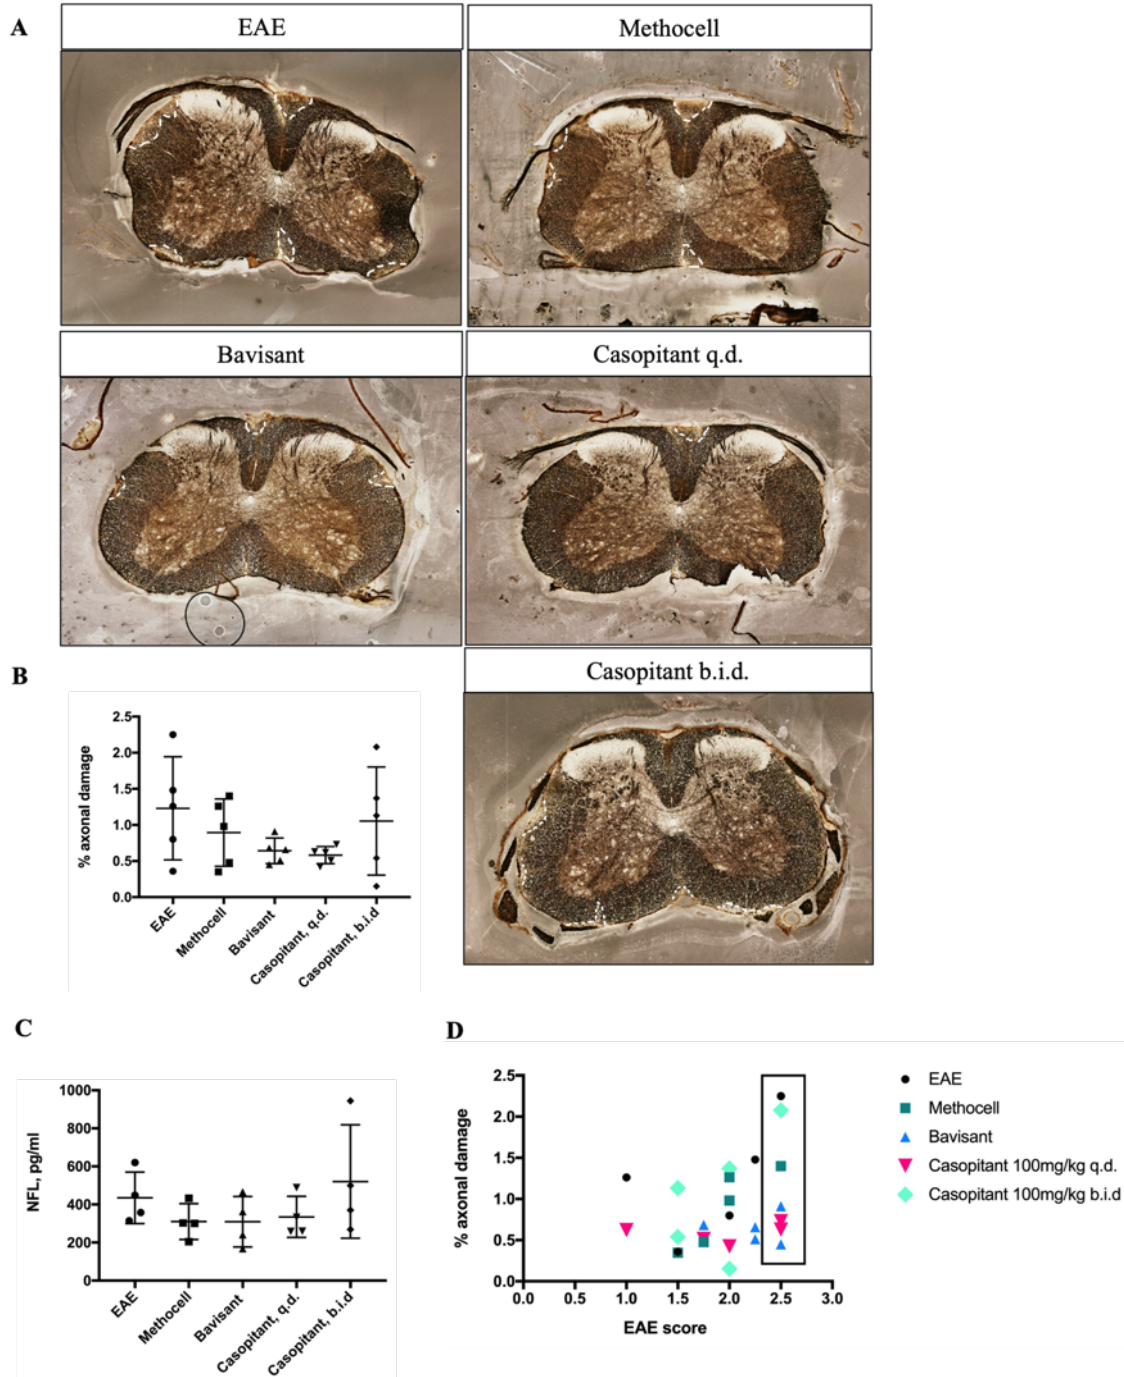 A
EAE
Methocell
Bavisant
Casopitant q.d.
Casopitant b.i.d.
B
% axonal damage
2.5
2.0
1.5
1.0
0.5
0.0
EAE
Methocell
Bavisant
Casopitant, q.d.
Casopitant, b.i.d
C
NFL, pg/ml
1000
800
600
400
200
0
EAE
Methocell
Bavisant
Casopitant, q.d.
Casopitant, b.i.d
D
% axonal damage
2.5
2.0
1.5
1.0
0.5
0.0
0.0 0.5 1.0 1.5 2.0 2.5 3.0
EAE score
EAE
Methocell
Bavisant
Casopitant 100mg/kg q.d.
Casopitant 100mg/kg b.i.d